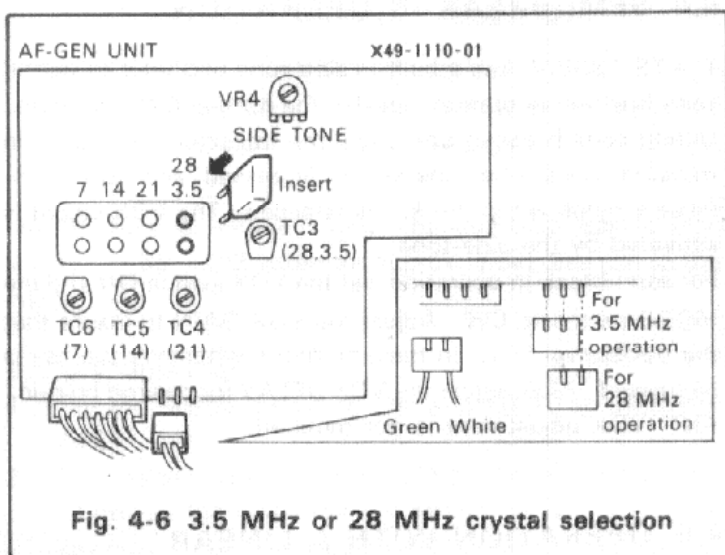 AF-GEN UNIT X49-1110-01
VR4
SIDE TONE
28
7 14 21 3.5
Insert
TC3
(28.3.5)
TC6 TC5 TC4
(7) (14) (21)
For
3.5 MHz
operation
For
28 MHz
operation
Green White
Fig. 4-6 3.5 MHz or 28 MHz crystal selection